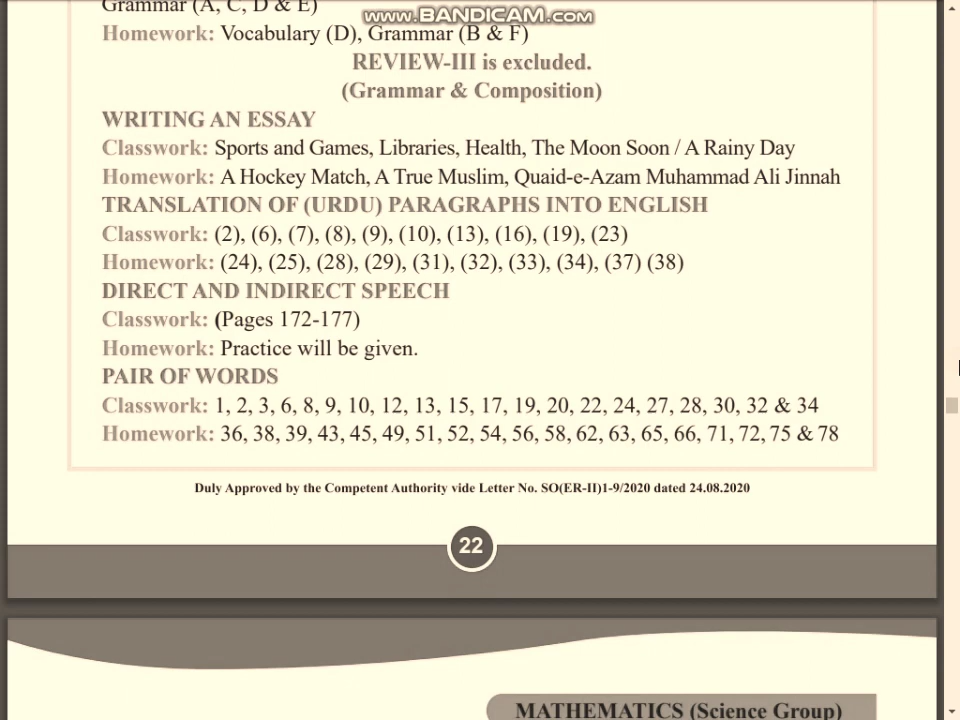 Grammar (A, C, D & E)
www.BANDICAM.com
Homework: Vocabulary (D), Grammar (B & F)
REVIEW-III is excluded.
(Grammar & Composition)
WRITING AN ESSAY
Classwork: Sports and Games, Libraries, Health, The Moon Soon / A Rainy Day
Homework: A Hockey Match, A True Muslim, Quaid-e-Azam Muhammad Ali Jinnah
TRANSLATION OF (URDU) PARAGRAPHS INTO ENGLISH
Classwork: (2), (6), (7), (8), (9), (10), (13), (16), (19), (23)
Homework: (24), (25), (28), (29), (31), (32), (33), (34), (37) (38)
DIRECT AND INDIRECT SPEECH
Classwork: (Pages 172-177)
Homework: Practice will be given.
PAIR OF WORDS
Classwork: 1, 2, 3, 6, 8, 9, 10, 12, 13, 15, 17, 19, 20, 22, 24, 27, 28, 30, 32 & 34
Homework: 36, 38, 39, 43, 45, 49, 51, 52, 54, 56, 58, 62, 63, 65, 66, 71, 72, 75 & 78
Duly Approved by the Competent Authority vide Letter No. SO(ER-II)1-9/2020 dated 24.08.2020
22
MATHEMATICS (Science Group)